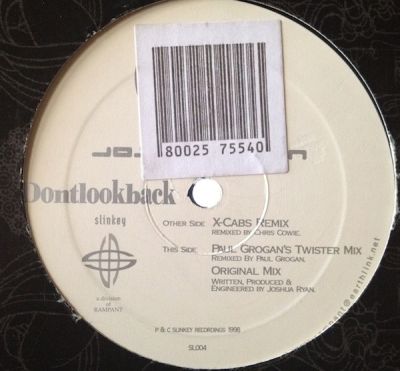 80025 75540
Dontlookback
slinkey
OTHER SIDE X-CABS REMIX
REMIXED BY CHRIS COWIE.
THIS SIDE PAUL GROGAN'S TWISTER MIX
REMIXED BY PAUL GROGAN.
ORIGINAL MIX
WRITTEN, PRODUCED &
ENGINEERED BY JOSHUA RYAN.
a division
of
RAMPANT
P & C SLINKEY RECORDINGS 1998
SL004